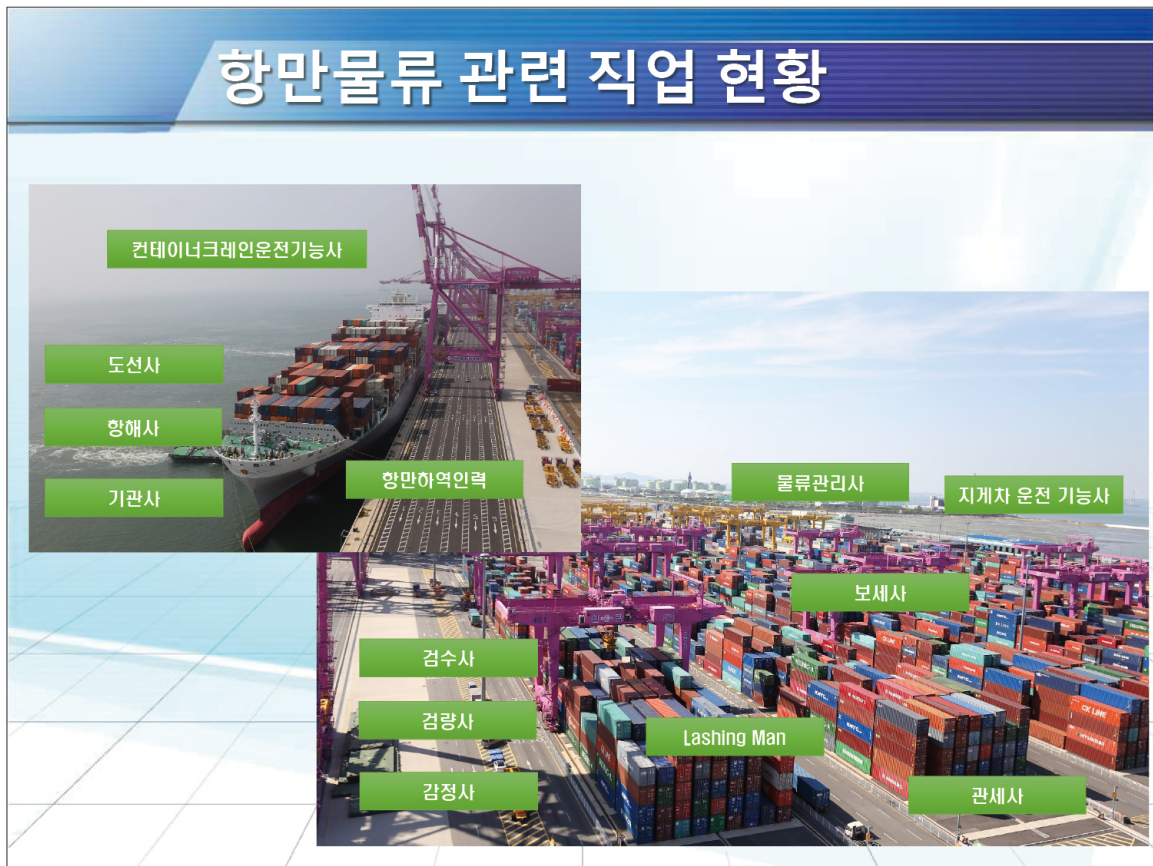 항만물류 관련 직업 현황
컨테이너크레인운전기능사
도선사
항해사
기관사
항만하역인력
물류관리사
지게차 운전 기능사
보세사
검수사
검량사
감정사
Lashing Man
관세사
CK LINE